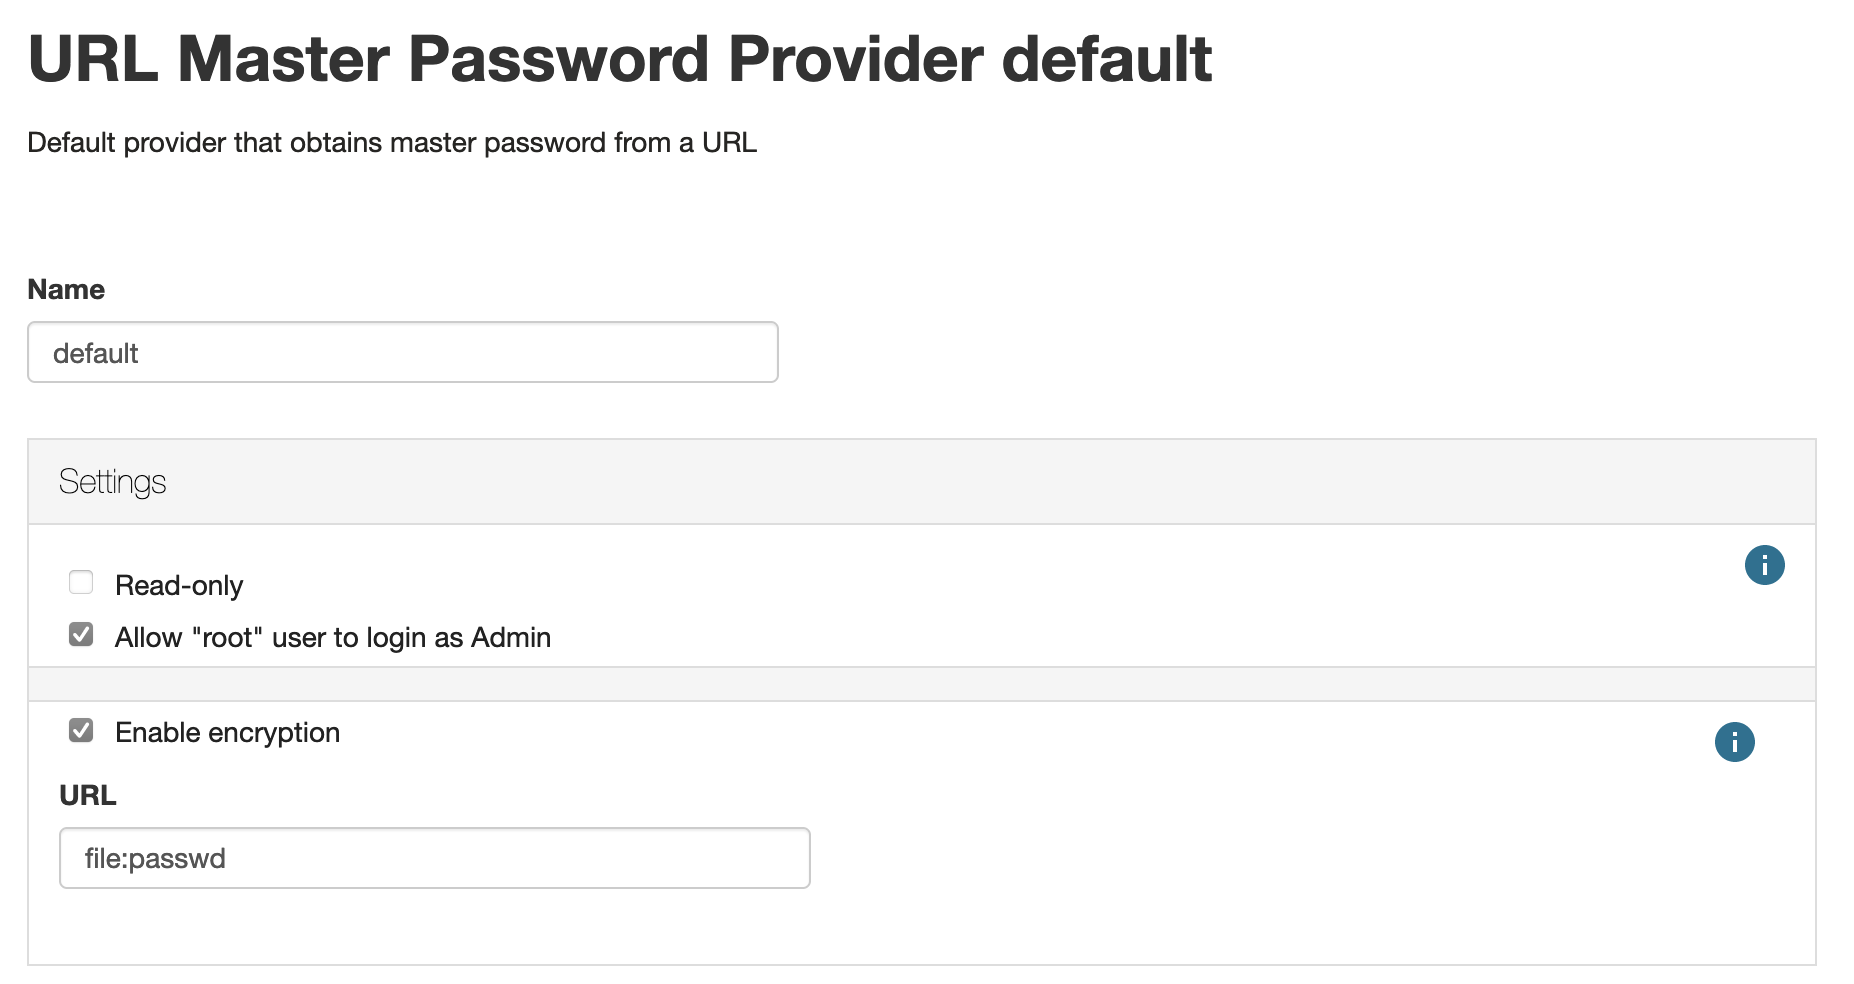 URL Master Password Provider default
Default provider that obtains master password from a URL
Name
default
Settings
Read-only
Allow "root" user to login as Admin
Enable encryption
URL
file:passwd